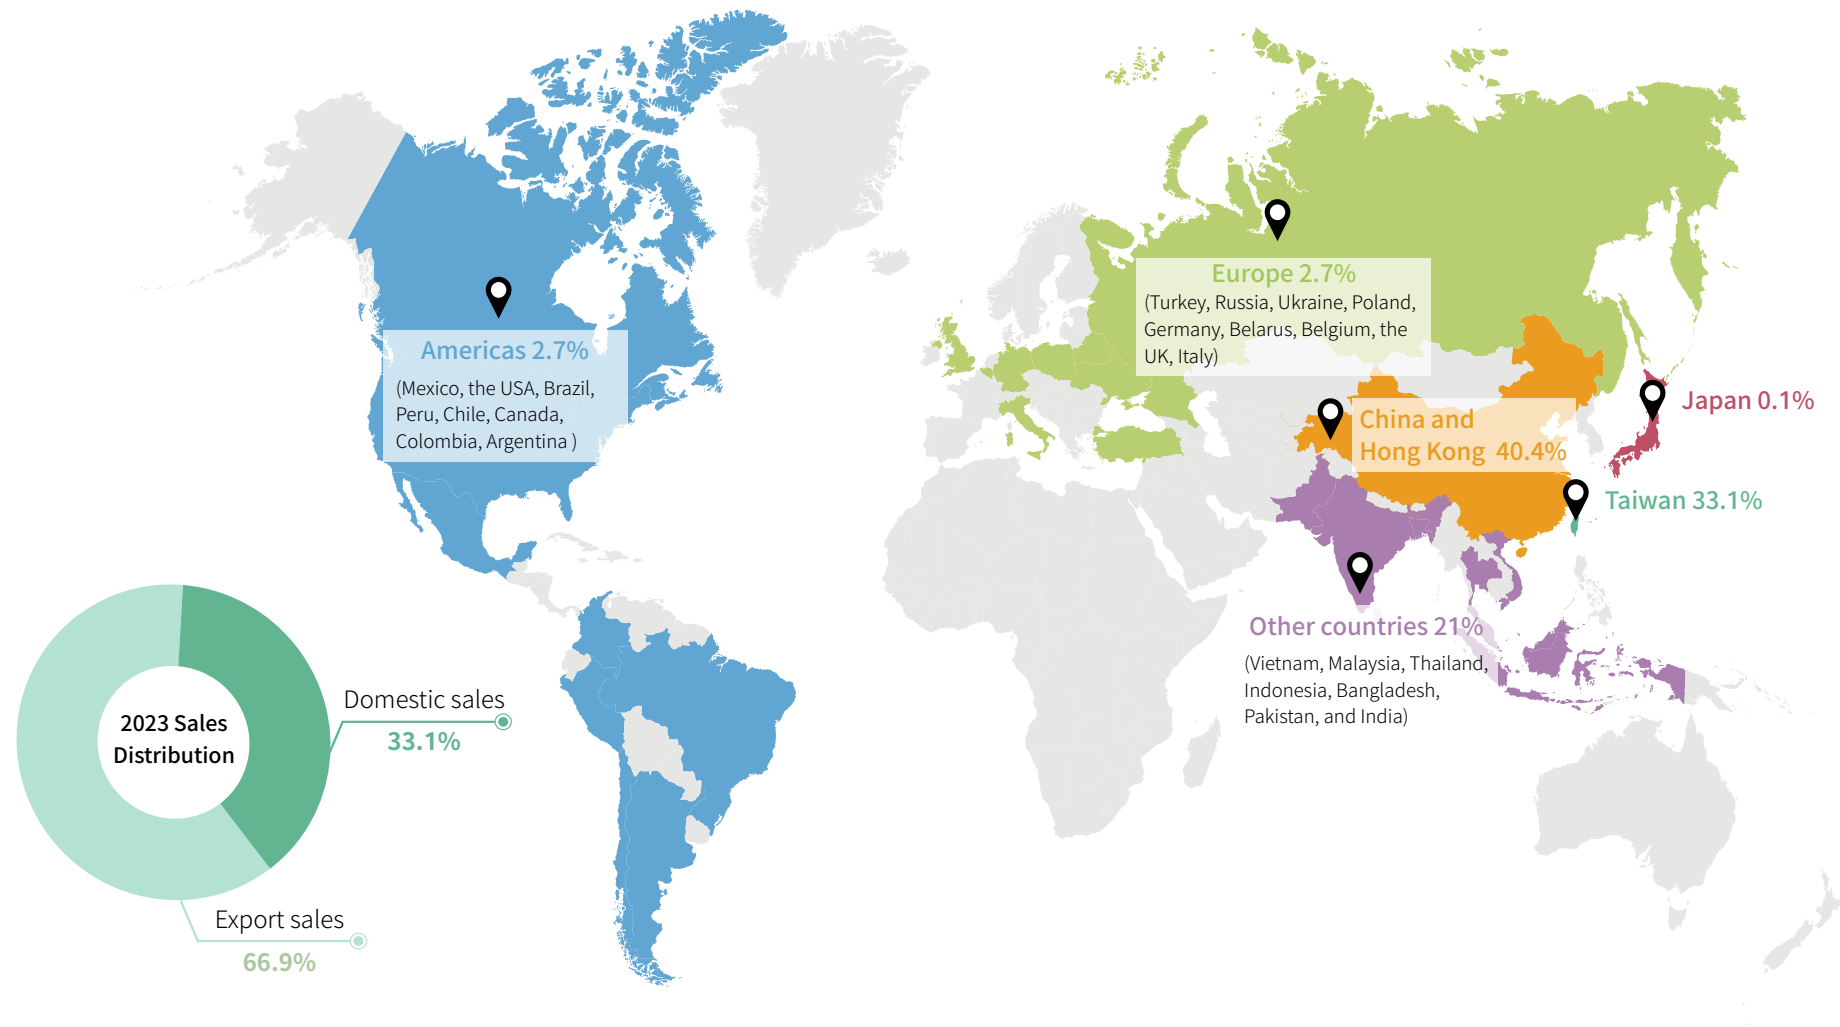 Americas 2.7%
(Mexico, the USA, Brazil,
Peru, Chile, Canada,
Colombia, Argentina )
Europe 2.7%
(Turkey, Russia, Ukraine, Poland,
Germany, Belarus, Belgium, the
UK, Italy)
China and
Hong Kong 40.4%
Japan 0.1%
Taiwan 33.1%
Other countries 21%
(Vietnam, Malaysia, Thailand,
Indonesia, Bangladesh,
Pakistan, and India)
2023 Sales
Distribution
Domestic sales
33.1%
Export sales
66.9%